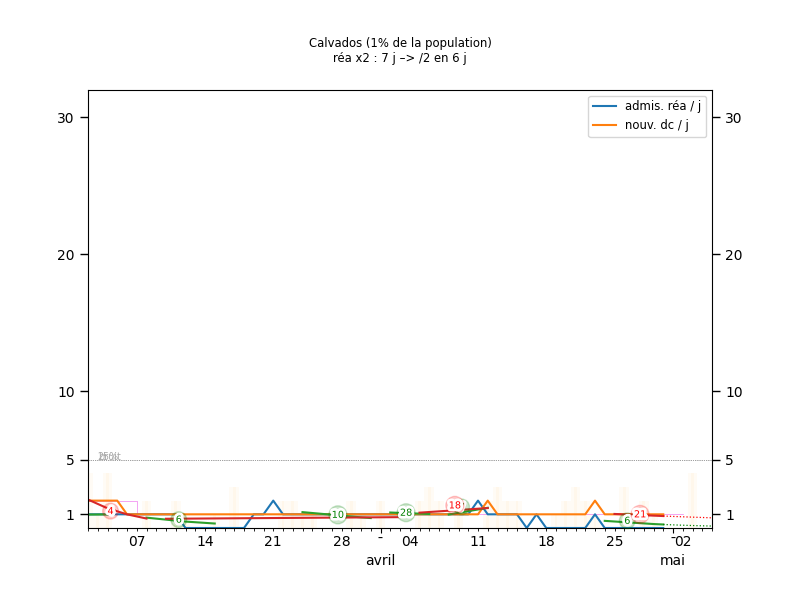 Calvados (1% de la population)
réa x2 : 7 j –> /2 en 6 j
admis. réa / j
nouv. dc / j
30 30
20 20
10 10
5 5
1 1
4 6 10 28 18 6 21
07 14 21 28 - 04 11 18 25 - 02
avril mai